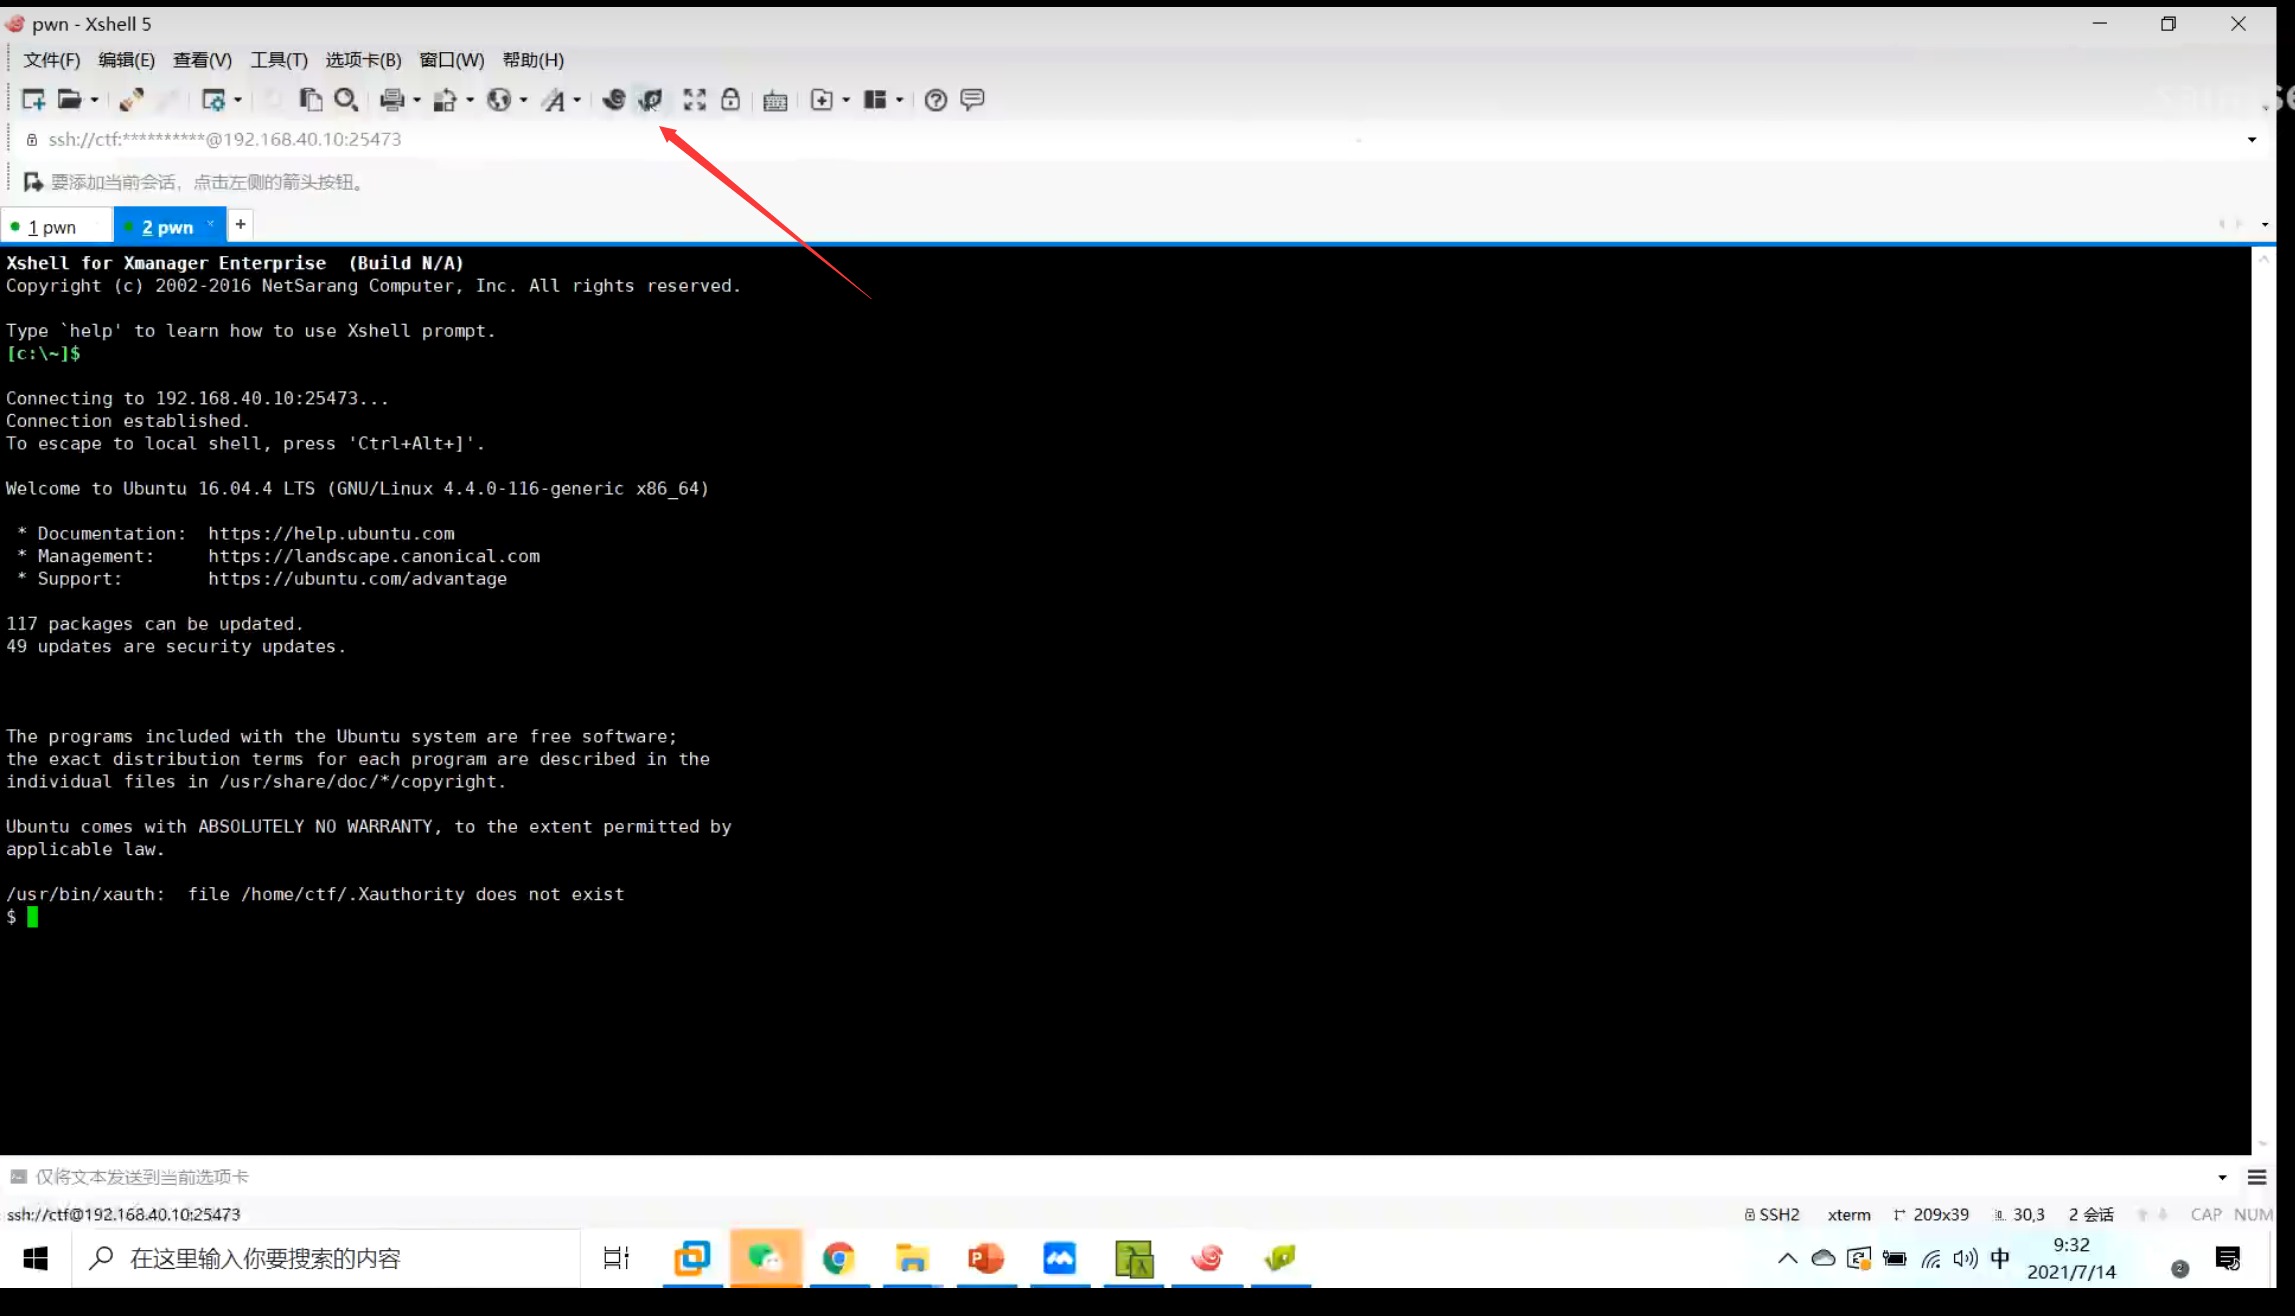 pwn - Xshell 5
文件(F) 编辑(E) 查看(V) 工具(T) 选项卡(B) 窗口(W) 帮助(H)
ssh://ctf:**********@192.168.40.10:25473
要添加当前会话，点击左侧的箭头按钮。
1 pwn 2 pwn × +
Xshell for Xmanager Enterprise (Build N/A)
Copyright (c) 2002-2016 NetSarang Computer, Inc. All rights reserved.
Type `help' to learn how to use Xshell prompt.
[c:\~]$
Connecting to 192.168.40.10:25473...
Connection established.
To escape to local shell, press 'Ctrl+Alt+]'.
Welcome to Ubuntu 16.04.4 LTS (GNU/Linux 4.4.0-116-generic x86_64)
* Documentation: https://help.ubuntu.com
* Management: https://landscape.canonical.com
* Support: https://ubuntu.com/advantage
117 packages can be updated.
49 updates are security updates.
The programs included with the Ubuntu system are free software;
the exact distribution terms for each program are described in the
individual files in /usr/share/doc/*/copyright.
Ubuntu comes with ABSOLUTELY NO WARRANTY, to the extent permitted by
applicable law.
/usr/bin/xauth: file /home/ctf/.Xauthority does not exist
$
仅将文本发送到当前选项卡
ssh://ctf@192.168.40.10:25473 SSH2 xterm 209x39 30,3 2 会话 CAP NUM
在这里输入你要搜索的内容 中 9:32
2021/7/14 2